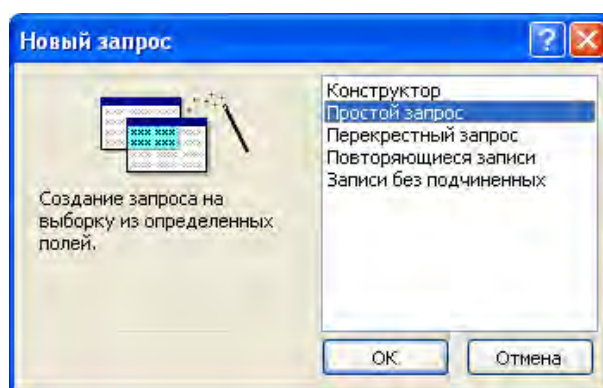 Новый запрос
Создание запроса на
выборку из определенных
полей.
Конструктор
Простой запрос
Перекрестный запрос
Повторяющиеся записи
Записи без подчиненных
ОК
Отмена